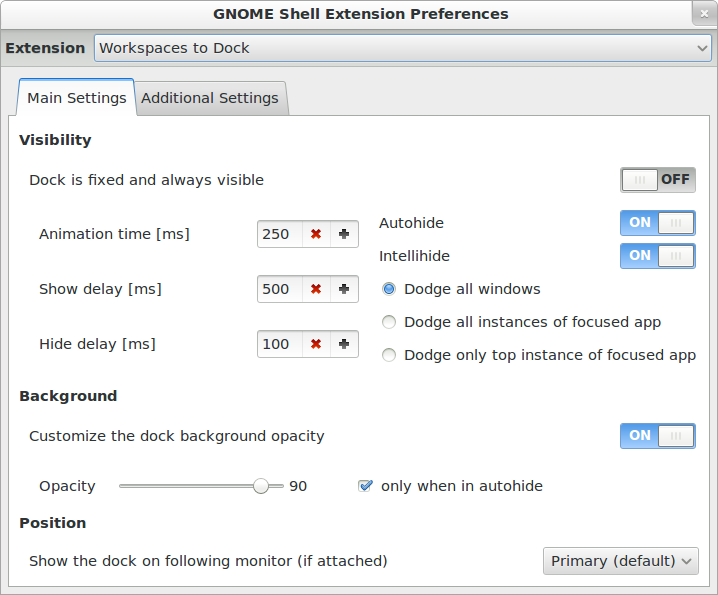 GNOME Shell Extension Preferences
Extension Workspaces to Dock
Main Settings Additional Settings
Visibility
Dock is fixed and always visible OFF
Animation time [ms] 250
Autohide ON
Intellihide ON
Show delay [ms] 500
Dodge all windows
Dodge all instances of focused app
Hide delay [ms] 100
Dodge only top instance of focused app
Background
Customize the dock background opacity ON
Opacity 90 only when in autohide
Position
Show the dock on following monitor (if attached) Primary (default)